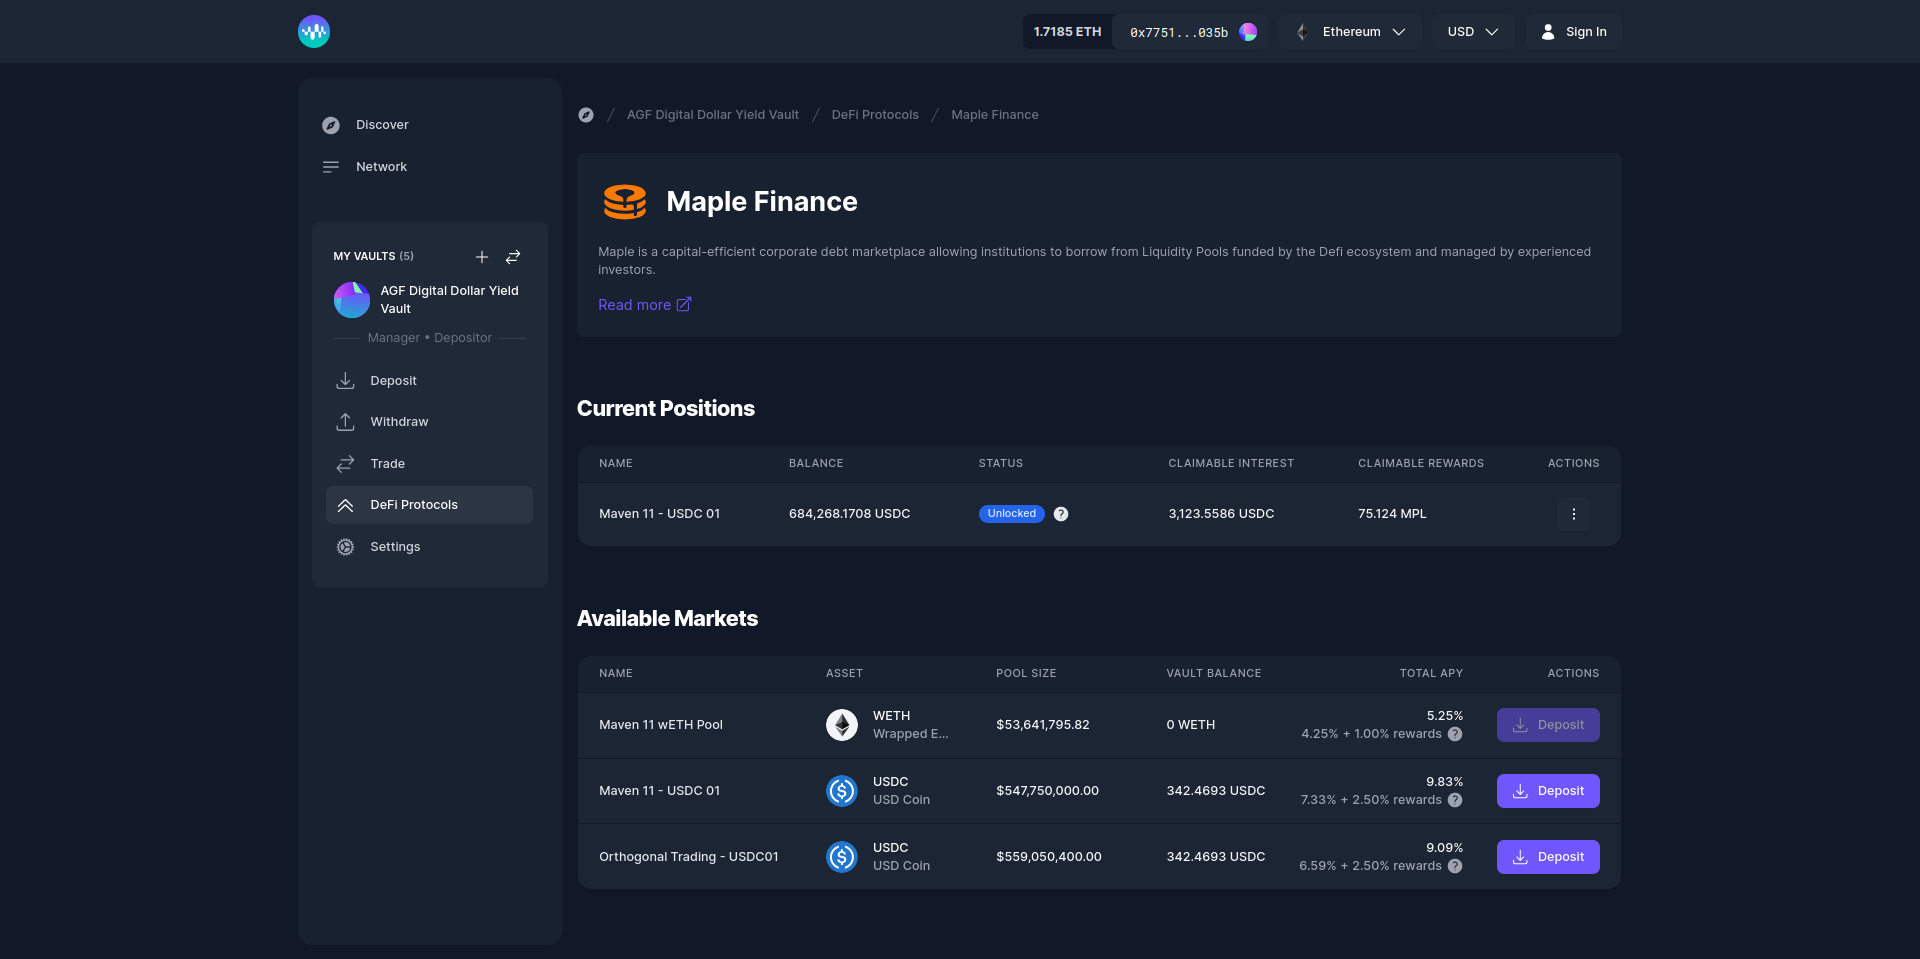 1.7185 ETH
0x7751...035b
Ethereum
USD
Sign In
Discover
Network
MY VAULTS (5)
AGF Digital Dollar Yield
Vault
Manager • Depositor
Deposit
Withdraw
Trade
DeFi Protocols
Settings
/ AGF Digital Dollar Yield Vault / DeFi Protocols / Maple Finance
Maple Finance
Maple is a capital-efficient corporate debt marketplace allowing institutions to borrow from Liquidity Pools funded by the Defi ecosystem and managed by experienced
investors.
Read more
Current Positions
NAME BALANCE STATUS CLAIMABLE INTEREST CLAIMABLE REWARDS ACTIONS
Maven 11 - USDC 01 684,268.1708 USDC Unlocked ? 3,123.5586 USDC 75.124 MPL
Available Markets
NAME ASSET POOL SIZE VAULT BALANCE TOTAL APY ACTIONS
Maven 11 wETH Pool
WETH
Wrapped E...
$53,641,795.82
0 WETH
5.25%
4.25% + 1.00% rewards ?
Deposit
Maven 11 - USDC 01
USDC
USD Coin
$547,750,000.00
342.4693 USDC
9.83%
7.33% + 2.50% rewards ?
Deposit
Orthogonal Trading - USDC01
USDC
USD Coin
$559,050,400.00
342.4693 USDC
9.09%
6.59% + 2.50% rewards ?
Deposit